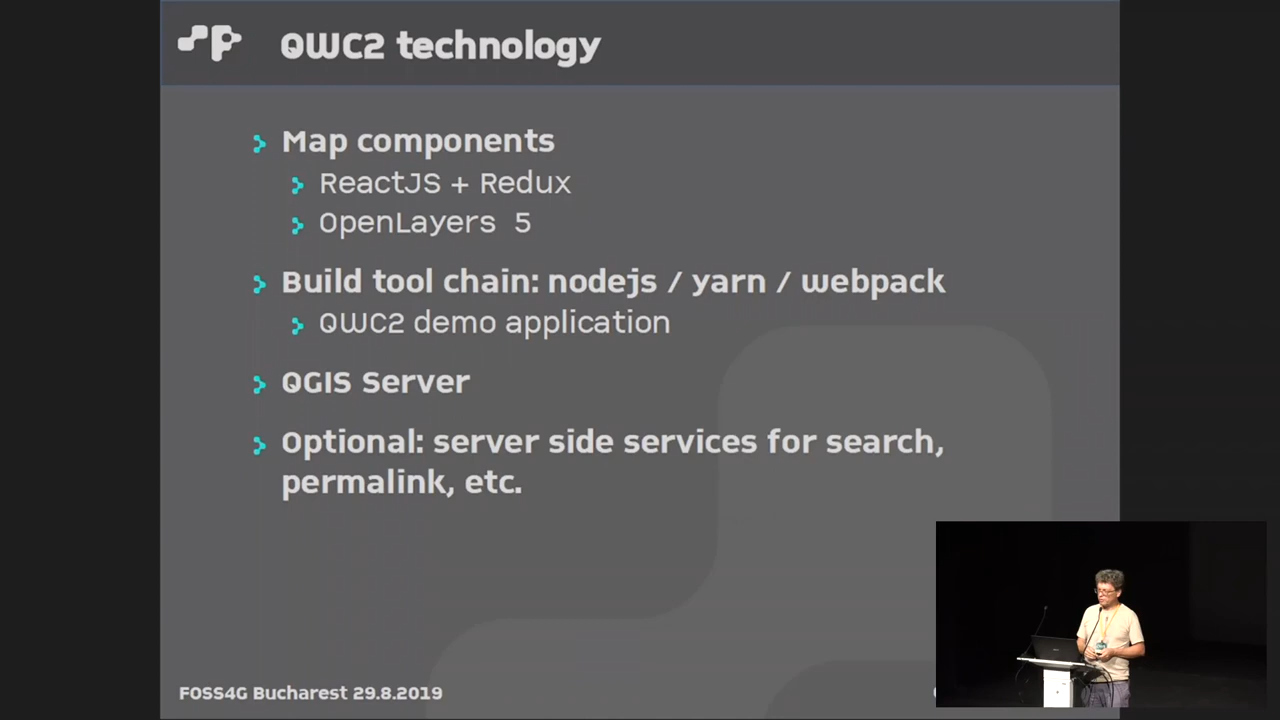 QWC2 technology
Map components
ReactJS + Redux
OpenLayers 5
Build tool chain: nodejs / yarn / webpack
QWC2 demo application
QGIS Server
Optional: server side services for search,
permalink, etc.
FOSS4G Bucharest 29.8.2019